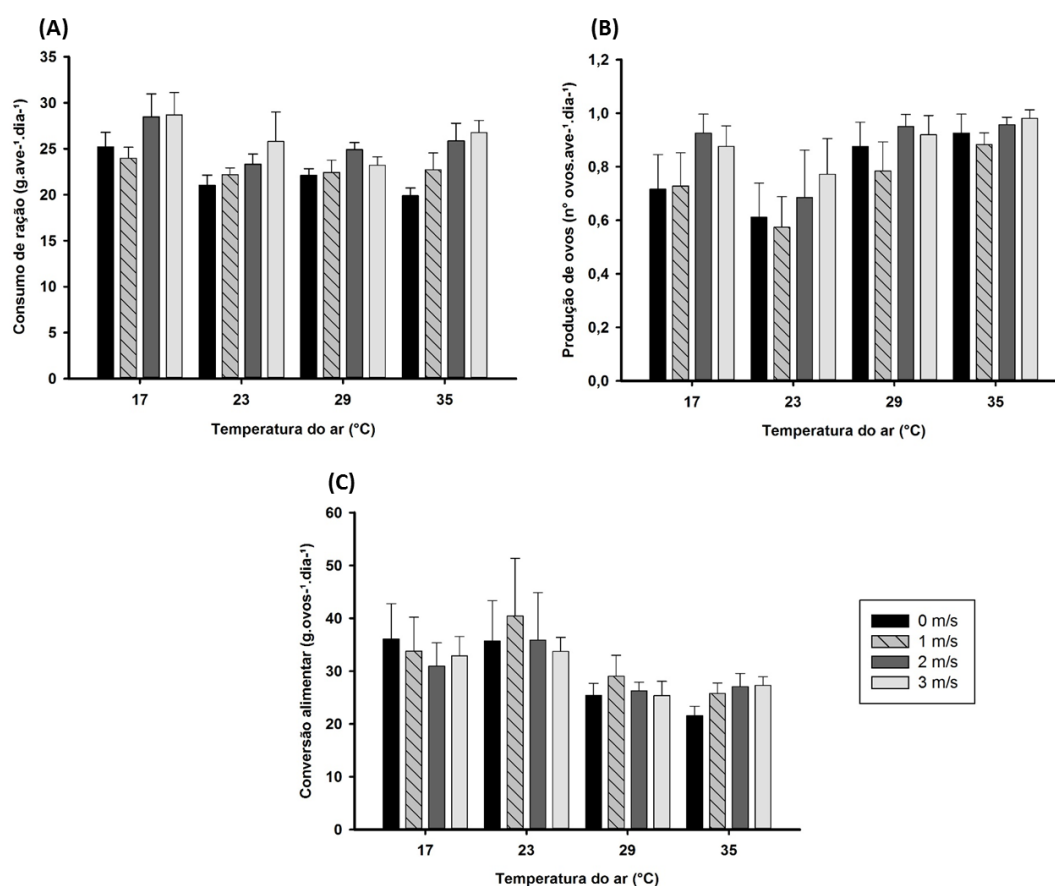 (A)
Consumo de ração (g.ave-¹.dia-¹)
35
30
25
20
15
10
5
0
17 23 29 35
Temperatura do ar (°C)
(B)
Produção de ovos (n° ovos.ave-¹.dia-¹)
1,2
1,0
0,8
0,6
0,4
0,2
0,0
17 23 29 35
Temperatura do ar (°C)
(C)
Conversão alimentar (g.ovos-¹.dia-¹)
60
50
40
30
20
10
0
17 23 29 35
Temperatura do ar (°C)
0 m/s
1 m/s
2 m/s
3 m/s